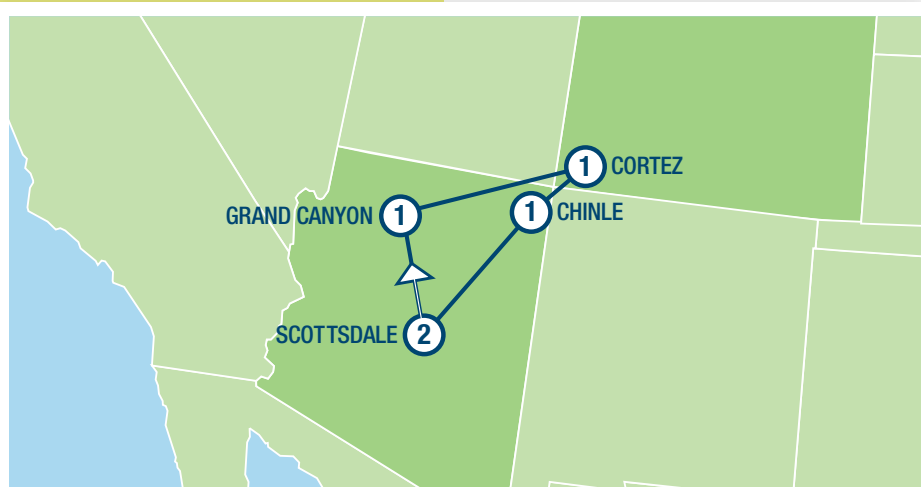 1 CORTEZ
GRAND CANYON 1
1 CHINLE
SCOTTSDALE 2